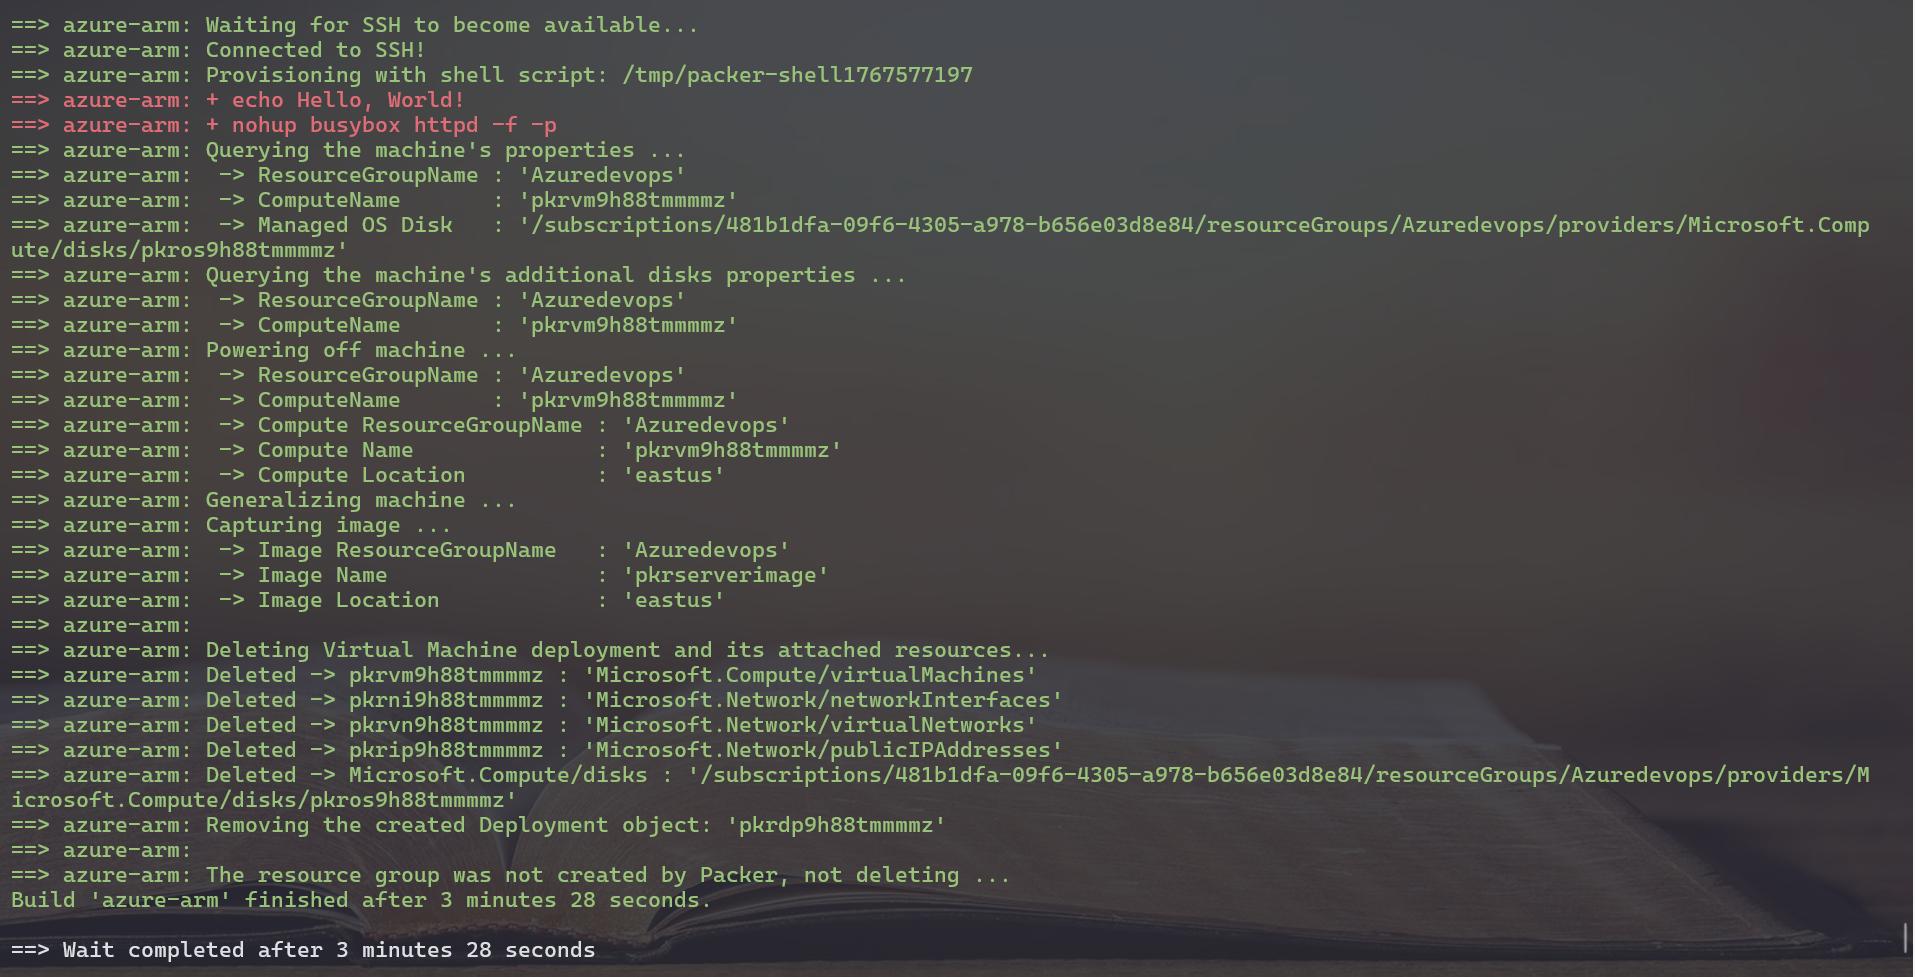 ==> azure-arm: Waiting for SSH to become available...
==> azure-arm: Connected to SSH!
==> azure-arm: Provisioning with shell script: /tmp/packer-shell1767577197
==> azure-arm: + echo Hello, World!
==> azure-arm: + nohup busybox httpd -f -p
==> azure-arm: Querying the machine's properties ...
==> azure-arm:  -> ResourceGroupName : 'Azuredevops'
==> azure-arm:  -> ComputeName       : 'pkrvm9h88tmmmmz'
==> azure-arm:  -> Managed OS Disk   : '/subscriptions/481b1dfa-09f6-4305-a978-b656e03d8e84/resourceGroups/Azuredevops/providers/Microsoft.Comp
ute/disks/pkros9h88tmmmmz'
==> azure-arm: Querying the machine's additional disks properties ...
==> azure-arm:  -> ResourceGroupName : 'Azuredevops'
==> azure-arm:  -> ComputeName       : 'pkrvm9h88tmmmmz'
==> azure-arm: Powering off machine ...
==> azure-arm:  -> ResourceGroupName : 'Azuredevops'
==> azure-arm:  -> ComputeName       : 'pkrvm9h88tmmmmz'
==> azure-arm:  -> Compute ResourceGroupName : 'Azuredevops'
==> azure-arm:  -> Compute Name              : 'pkrvm9h88tmmmmz'
==> azure-arm:  -> Compute Location          : 'eastus'
==> azure-arm: Generalizing machine ...
==> azure-arm: Capturing image ...
==> azure-arm:  -> Image ResourceGroupName   : 'Azuredevops'
==> azure-arm:  -> Image Name                : 'pkrserverimage'
==> azure-arm:  -> Image Location            : 'eastus'
==> azure-arm:
==> azure-arm: Deleting Virtual Machine deployment and its attached resources...
==> azure-arm: Deleted -> pkrvm9h88tmmmmz : 'Microsoft.Compute/virtualMachines'
==> azure-arm: Deleted -> pkrni9h88tmmmmz : 'Microsoft.Network/networkInterfaces'
==> azure-arm: Deleted -> pkrvn9h88tmmmmz : 'Microsoft.Network/virtualNetworks'
==> azure-arm: Deleted -> pkrip9h88tmmmmz : 'Microsoft.Network/publicIPAddresses'
==> azure-arm: Deleted -> Microsoft.Compute/disks : '/subscriptions/481b1dfa-09f6-4305-a978-b656e03d8e84/resourceGroups/Azuredevops/providers/M
icrosoft.Compute/disks/pkros9h88tmmmmz'
==> azure-arm: Removing the created Deployment object: 'pkrdp9h88tmmmmz'
==> azure-arm:
==> azure-arm: The resource group was not created by Packer, not deleting ...
Build 'azure-arm' finished after 3 minutes 28 seconds.
==> Wait completed after 3 minutes 28 seconds